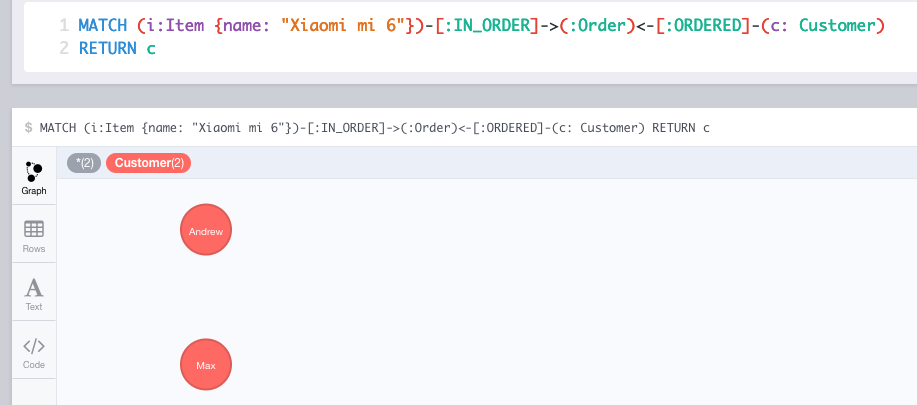 1 MATCH (i:Item {name: "Xiaomi mi 6"})-[:IN_ORDER]->(:Order)<-[:ORDERED]-(c: Customer)
2 RETURN c
$ MATCH (i:Item {name: "Xiaomi mi 6"})-[:IN_ORDER]->(:Order)<-[:ORDERED]-(c: Customer) RETURN c
*(2) Customer(2)
Graph
Andrew
Rows
A
Text
</>
Max
Code